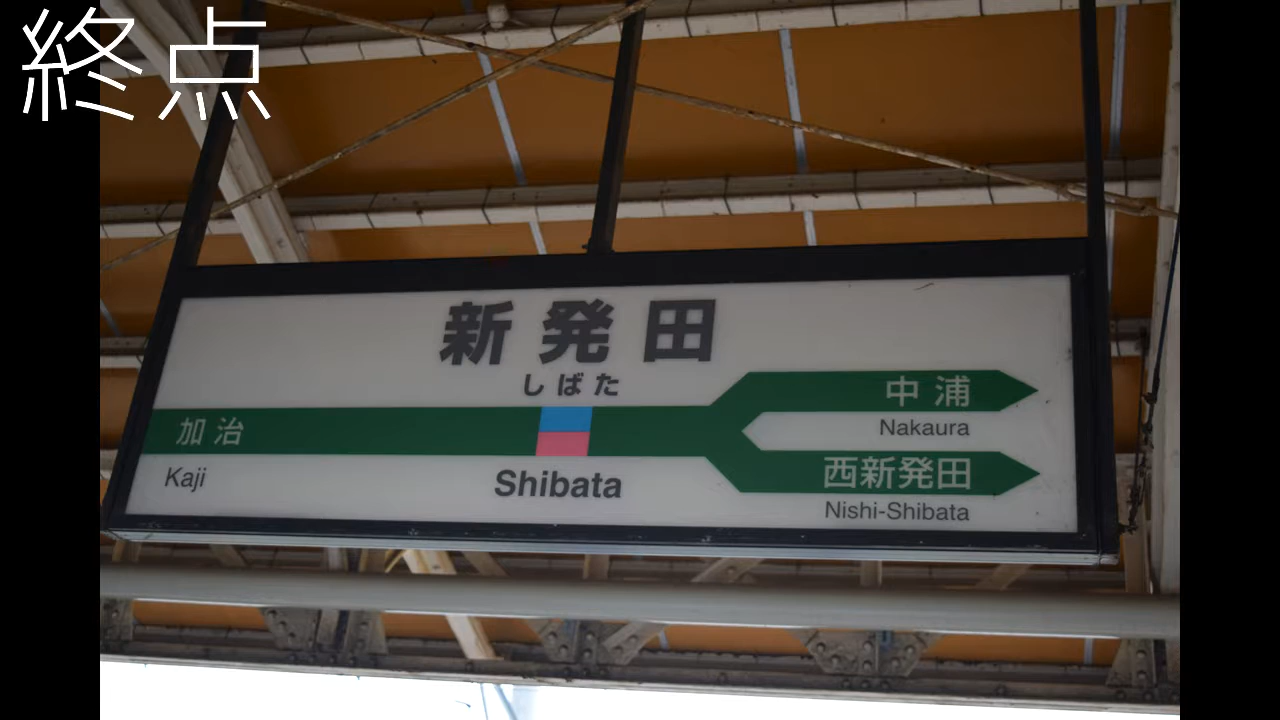 終点
新発田
しばた
加治
中浦
Nakaura
西新発田
Kaji
Shibata
Nishi-Shibata